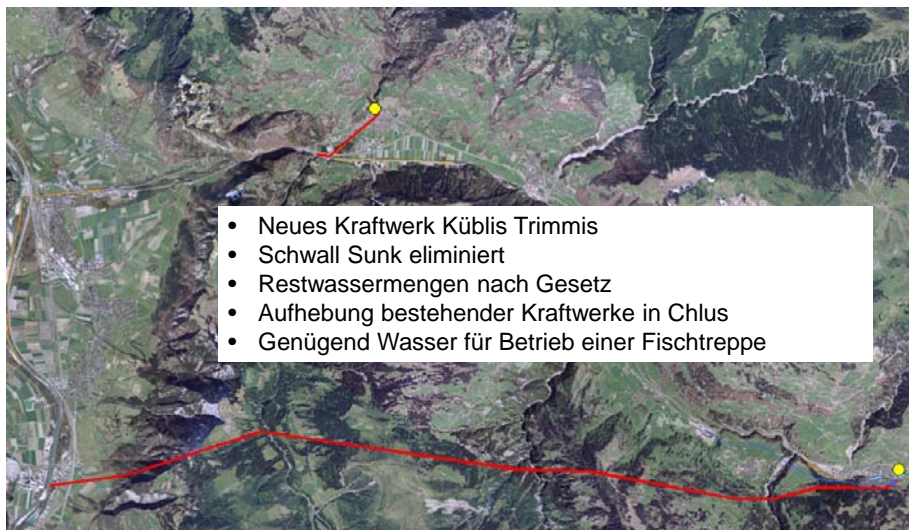 • Neues Kraftwerk Küblis Trimmis
• Schwall Sunk eliminiert
• Restwassermengen nach Gesetz
• Aufhebung bestehender Kraftwerke in Chlus
• Genügend Wasser für Betrieb einer Fischtreppe